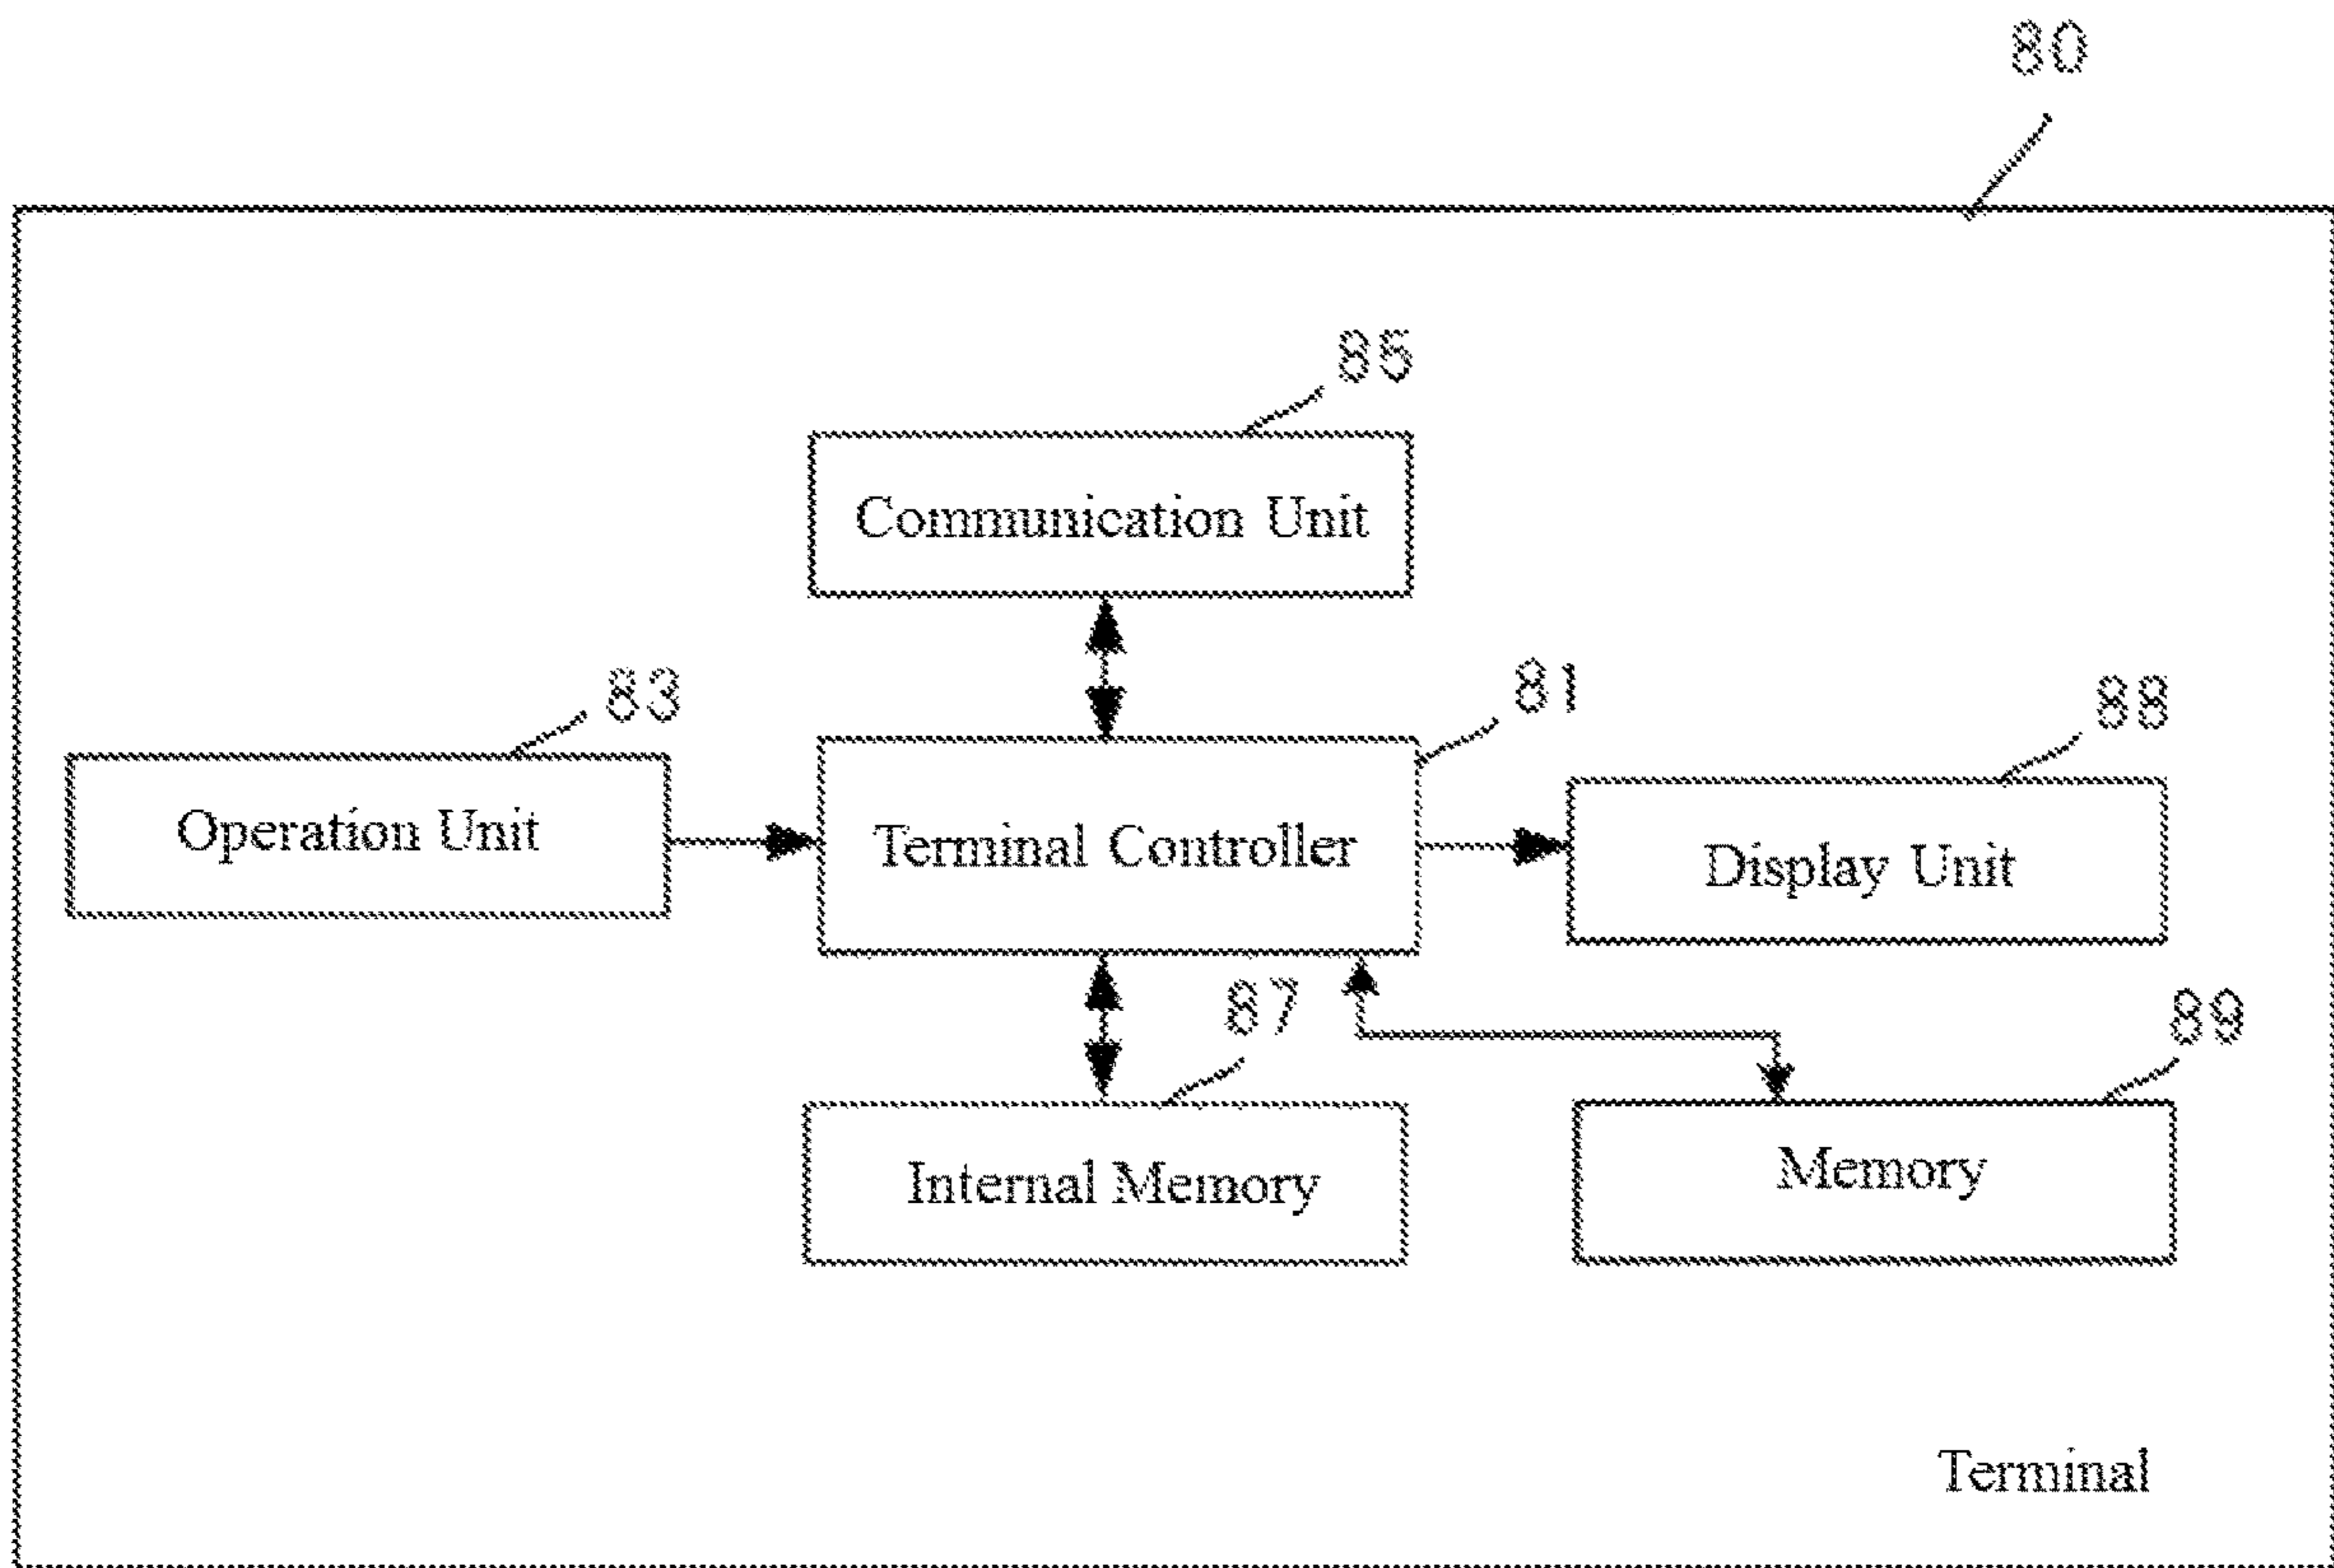 80
85
Communication Unit
83
81
88
Operation Unit
Terminal Controller
Display Unit
87
89
Internal Memory
Memory
Terminal